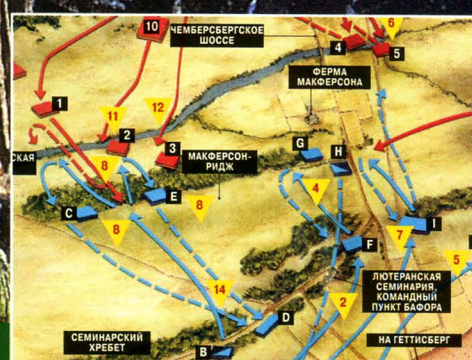 10
ЧЕМБЕРСБЕРГСКОЕ
ШОССЕ
4
5
6
ФЕРМА
МАКФЕРСОНА
1
11
12
2
3
СКАЯ
8
МАКФЕРСОН-
РИДЖ
G
H
E
C
8
8
4
I
7
F
5
14
2
ЛЮТЕРАНСКАЯ
СЕМИНАРИЯ,
КОМАНДНЫЙ
ПУНКТ БАФОРА
D
СЕМИНАРСКИЙ
ХРЕБЕТ
B
НА ГЕТТИСБЕРГ